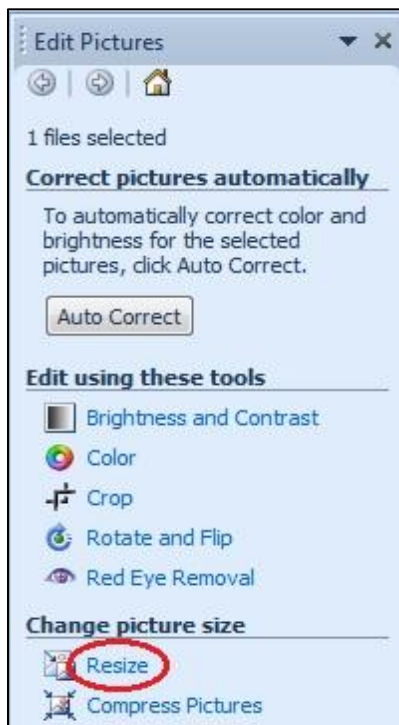 Edit Pictures
1 files selected
Correct pictures automatically
To automatically correct color and
brightness for the selected
pictures, click Auto Correct.
Auto Correct
Edit using these tools
Brightness and Contrast
Color
Crop
Rotate and Flip
Red Eye Removal
Change picture size
Resize
Compress Pictures